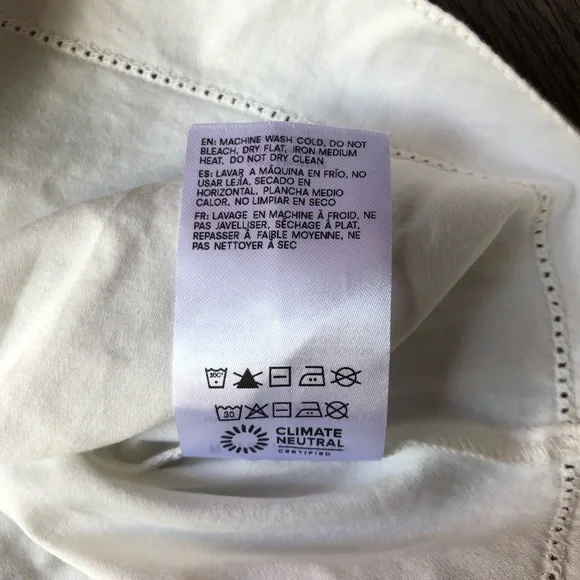 EN: MACHINE WASH COLD, DO NOT
BLEACH, DRY FLAT, IRON MEDIUM
HEAT, DO NOT DRY CLEAN
ES: LAVAR A MÁQUINA EN FRÍO, NO
USAR LEJÍA, SECADO EN
HORIZONTAL, PLANCHA MEDIO
CALOR, NO LIMPIAR EN SECO
FR: LAVAGE EN MACHINE À FROID, NE
PAS JAVELLISER, SÉCHAGE À PLAT,
REPASSER À FAIBLE MOYENNE, NE
PAS NETTOYER À SEC
30C°
30
CLIMATE
NEUTRAL
CERTIFIED